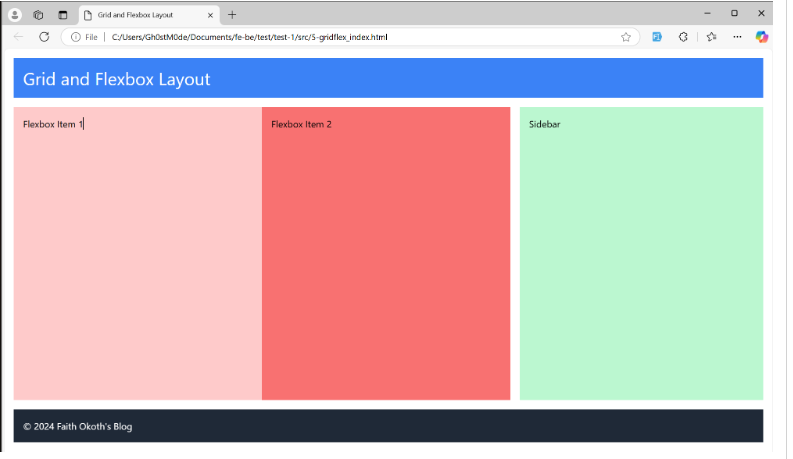 Grid and Flexbox Layout
File | C:/Users/Gh0stM0de/Documents/fe-be/test/test-1/src/5-gridflex_index.html
Grid and Flexbox Layout
Flexbox Item 1
Flexbox Item 2
Sidebar
© 2024 Faith Okoth's Blog